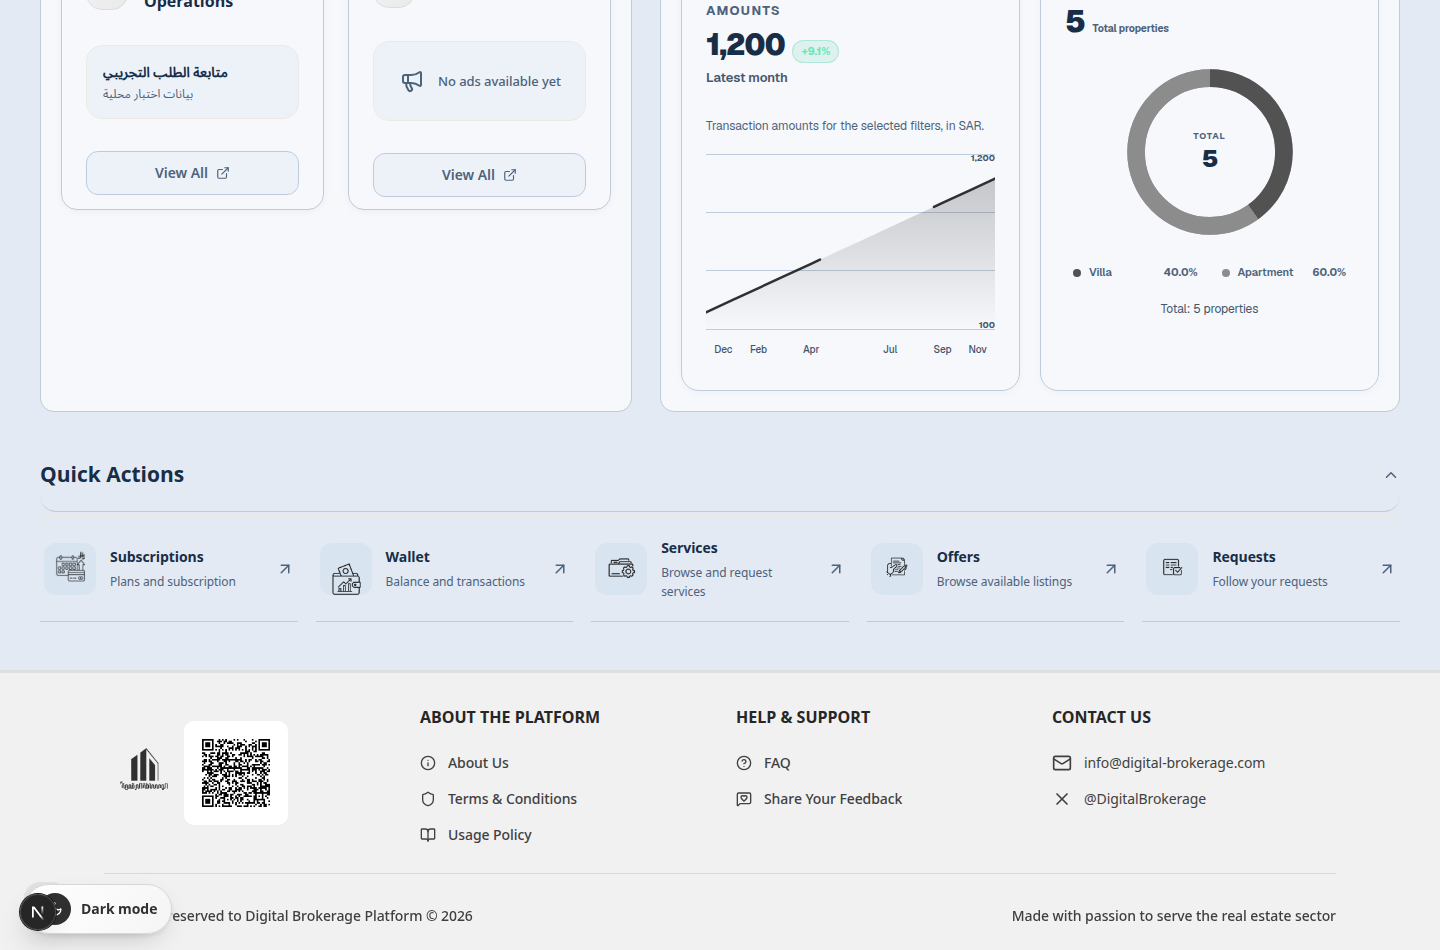 Operations
متابعة الطلب التجريبي
بيانات اختبار محلية
View All
No ads available yet
View All
AMOUNTS
1,200 +9.1%
Latest month
Transaction amounts for the selected filters, in SAR.
1,200
100
Dec Feb Apr Jul Sep Nov
5 Total properties
TOTAL
5
Villa 40.0% Apartment 60.0%
Total: 5 properties
Quick Actions
Subscriptions
Plans and subscription
Wallet
Balance and transactions
Services
Browse and request
services
Offers
Browse available listings
Requests
Follow your requests
ABOUT THE PLATFORM
About Us
Terms & Conditions
Usage Policy
HELP & SUPPORT
FAQ
Share Your Feedback
CONTACT US
info@digital-brokerage.com
@DigitalBrokerage
N
Dark mode
eserved to Digital Brokerage Platform © 2026
Made with passion to serve the real estate sector